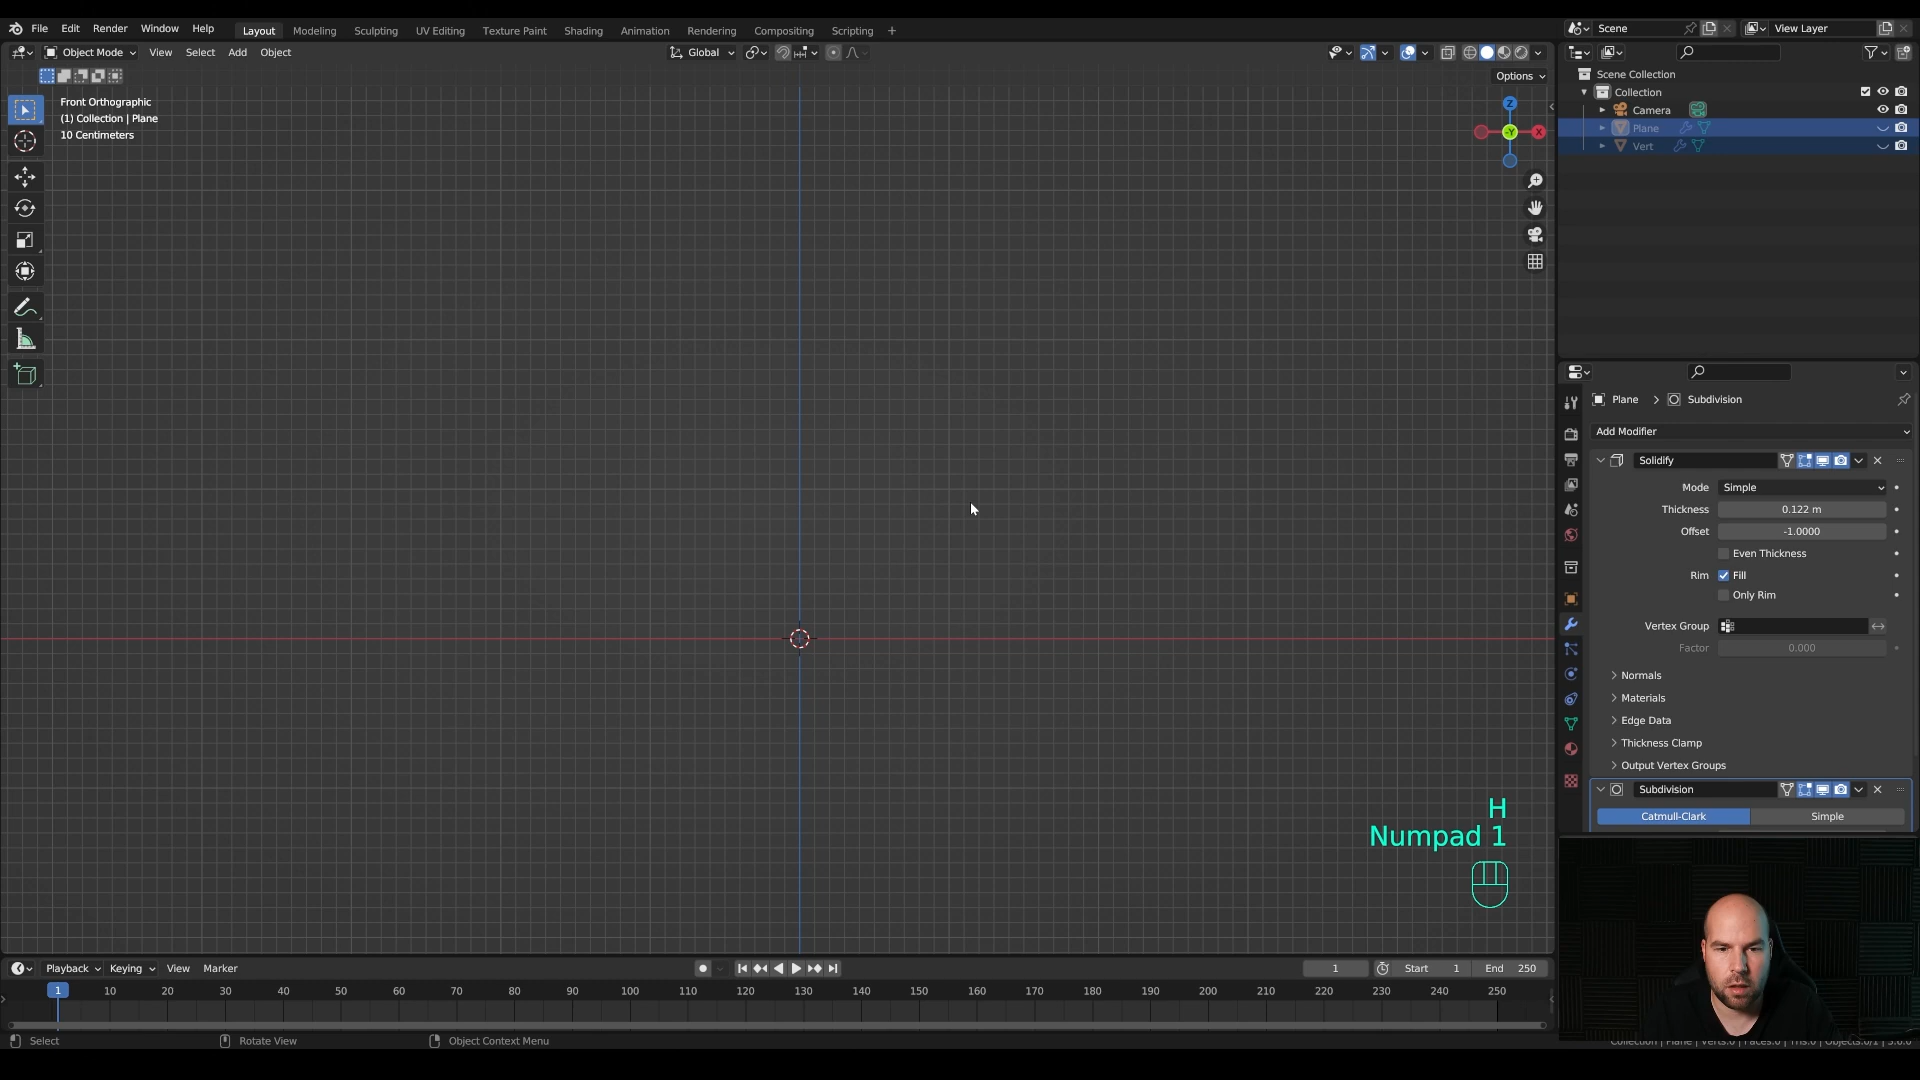 File Edit Render Window Help Layout Modeling Sculpting UV Editing Texture Paint Shading Animation Rendering Compositing Scripting + Scene View Layer
Object Mode View Select Add Object Global
Options
Front Orthographic
(1) Collection | Plane
10 Centimeters
Z
-Y
X
Scene Collection
Collection
Camera
Plane
Vert
Plane > Subdivision
Add Modifier
Solidify
Mode Simple
Thickness 0.122 m
Offset -1.0000
Even Thickness
Rim Fill
Only Rim
Vertex Group
Factor 0.000
Normals
Materials
Edge Data
Thickness Clamp
Output Vertex Groups
Subdivision
Catmull-Clark Simple
H
Numpad 1
Playback Keying View Marker 1 Start 1 End 250
1 10 20 30 40 50 60 70 80 90 100 110 120 130 140 150 160 170 180 190 200 210 220 230 240 250
Select Rotate View Object Context Menu